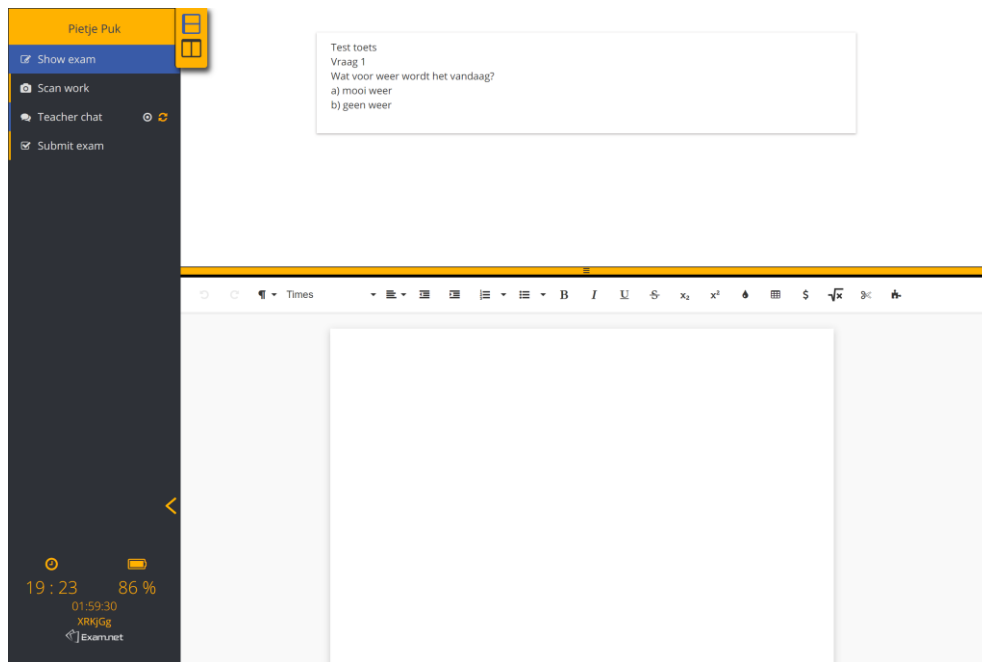 Pietje Puk
Show exam
Scan work
Teacher chat
Submit exam
19 : 23 86 %
01:59:30
XRKjGg
Exam.net
Test toets
Vraag 1
Wat voor weer wordt het vandaag?
a) mooi weer
b) geen weer
¶ Times B I U S x₂ x² $ √x